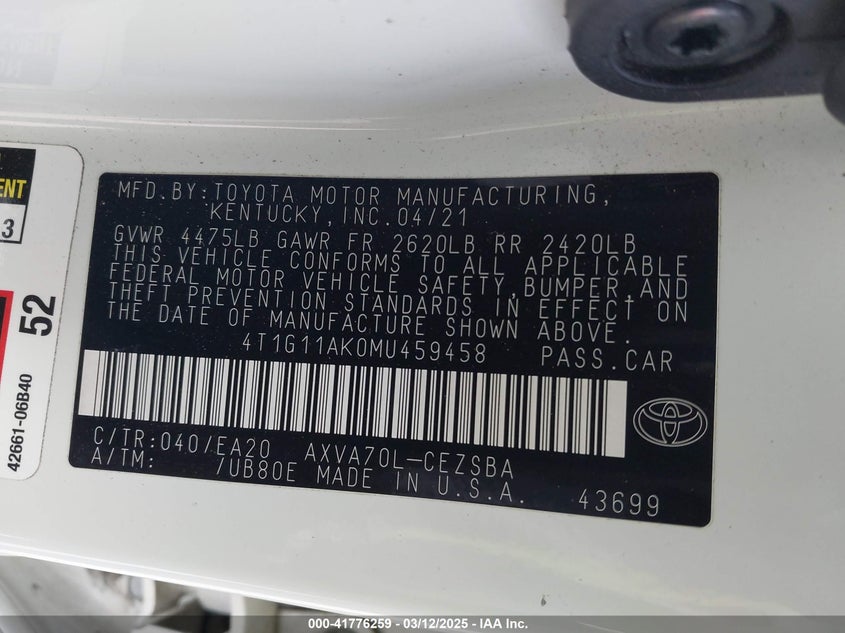 MFD.BY:TOYOTA MOTOR MANUFACTURING,
KENTUCKY,INC.04/21
GVWR 4475LB GAWR FR 2620LB RR 2420LB
THIS VEHICLE CONFORMS TO ALL APPLICABLE
FEDERAL MOTOR VEHICLE SAFETY,BUMPER,AND
THEFT PREVENTION STANDARDS IN EFFECT ON
THE DATE OF MANUFACTURE SHOWN ABOVE.
4T1G11AK0MU459458 PASS.CAR
C/TR:040/EA20 AXVA70L-CEZSBA
A/TM: /UB80E MADE IN U.S.A.
43699
3
52
42661-06B40
000-41776259 - 03/12/2025 - IAA Inc.